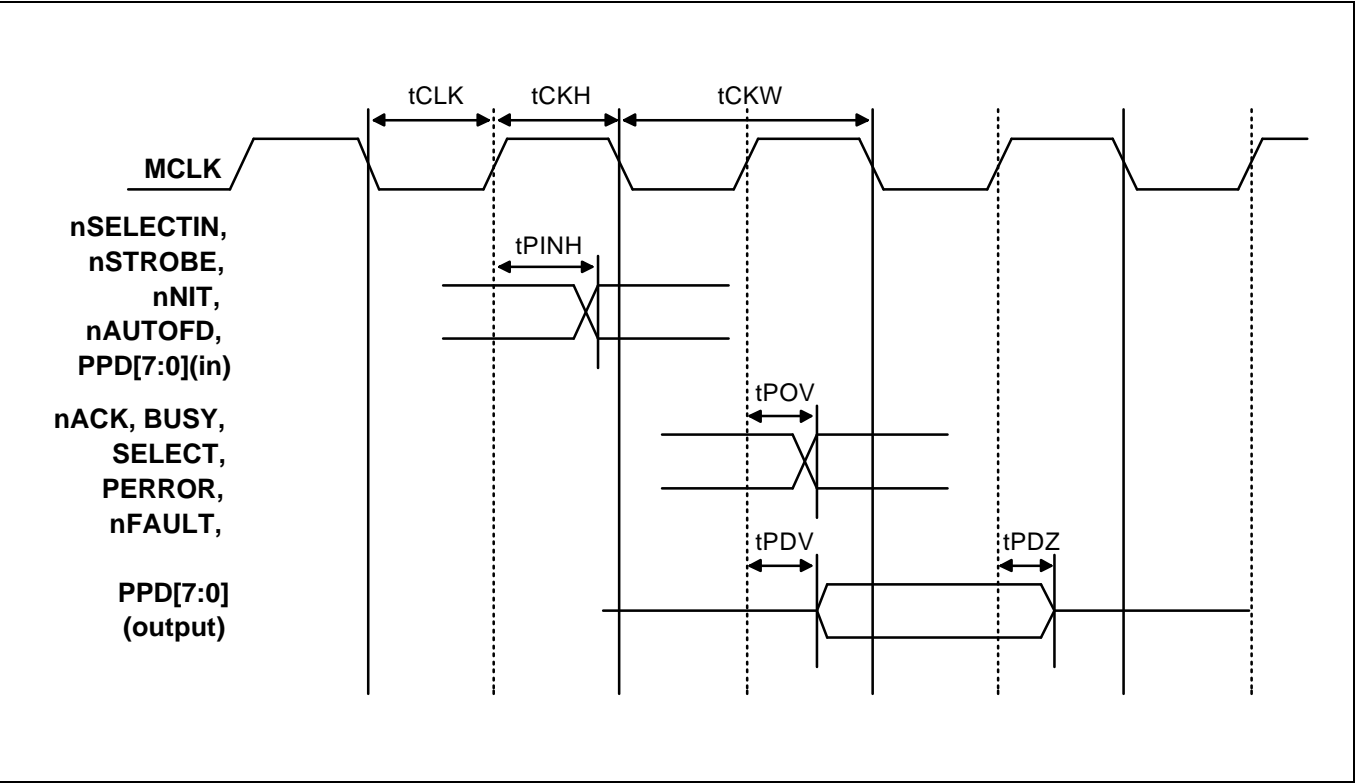 tCLK
tCKH
tCKW
MCLK
nSELECTIN,
nSTROBE,
nNIT,
nAUTOFD,
PPD[7:0](in)
tPINH
nACK, BUSY,
SELECT,
PERROR,
nFAULT,
tPOV
tPDV
tPDZ
PPD[7:0]
(output)